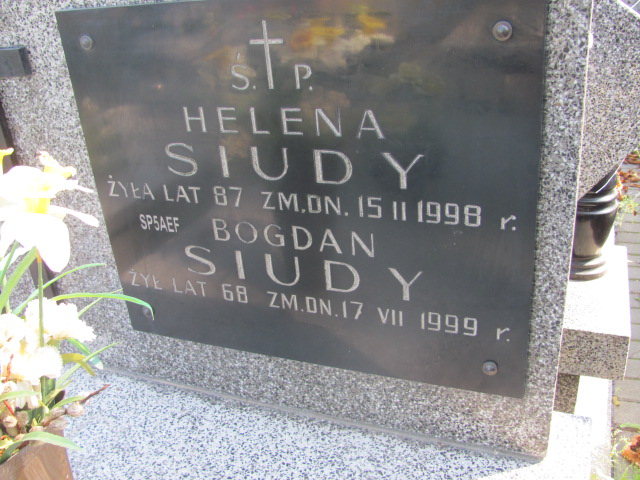 Ś. P.
HELENA
SIUDY
ŻYŁA LAT 87 ZM.DN. 15 II 1998 r.
SP5AEF BOGDAN
SIUDY
ŻYŁ LAT 68 ZM.DN. 17 VII 1999 r.